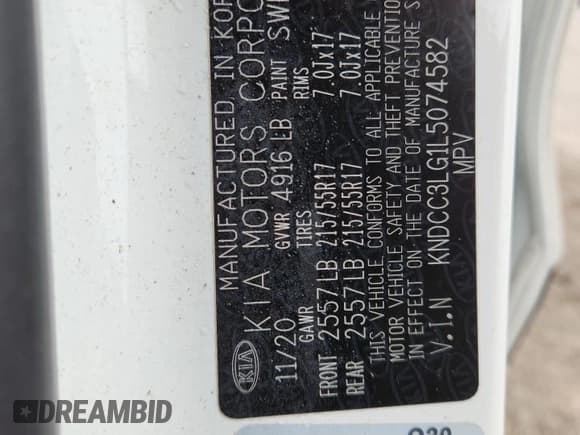 MANUFACTURED IN KOR
KIA KIA MOTORS CORPO
11/20 GVWR 4916 LB PAINT SW
GAWR TIRES RIMS
FRONT 2557 LB 215/55R17 7.0Jx17
REAR 2557 LB 215/55R17 7.0Jx17
THIS VEHICLE CONFORMS TO ALL APPLICABLE
MOTOR VEHICLE SAFETY AND THEFT PREVENTION
IN EFFECT ON THE DATE OF MANUFACTURE
V.I.N KNDCC3LG1L5074582
MPV
DREAMBID